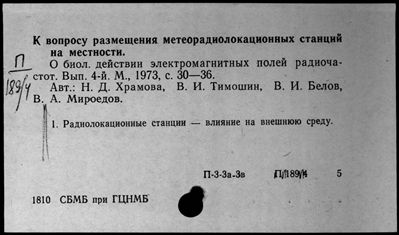 К вопросу размещения метеорадиолокационных станций
на местности.
П
189/4
О биол. действии электромагнитных полей радиоча-
стот. Вып. 4-й. М., 1973, с. 30—36.
Авт.: Н. Д. Храмова, В. И. Тимошин, В. И. Белов,
В. А. Мироедов.
1. Радиолокационные станции — влияние на внешнюю среду.
П-3-3а-3в П/189/4 5
1810 СБМБ при ГЦНМБ